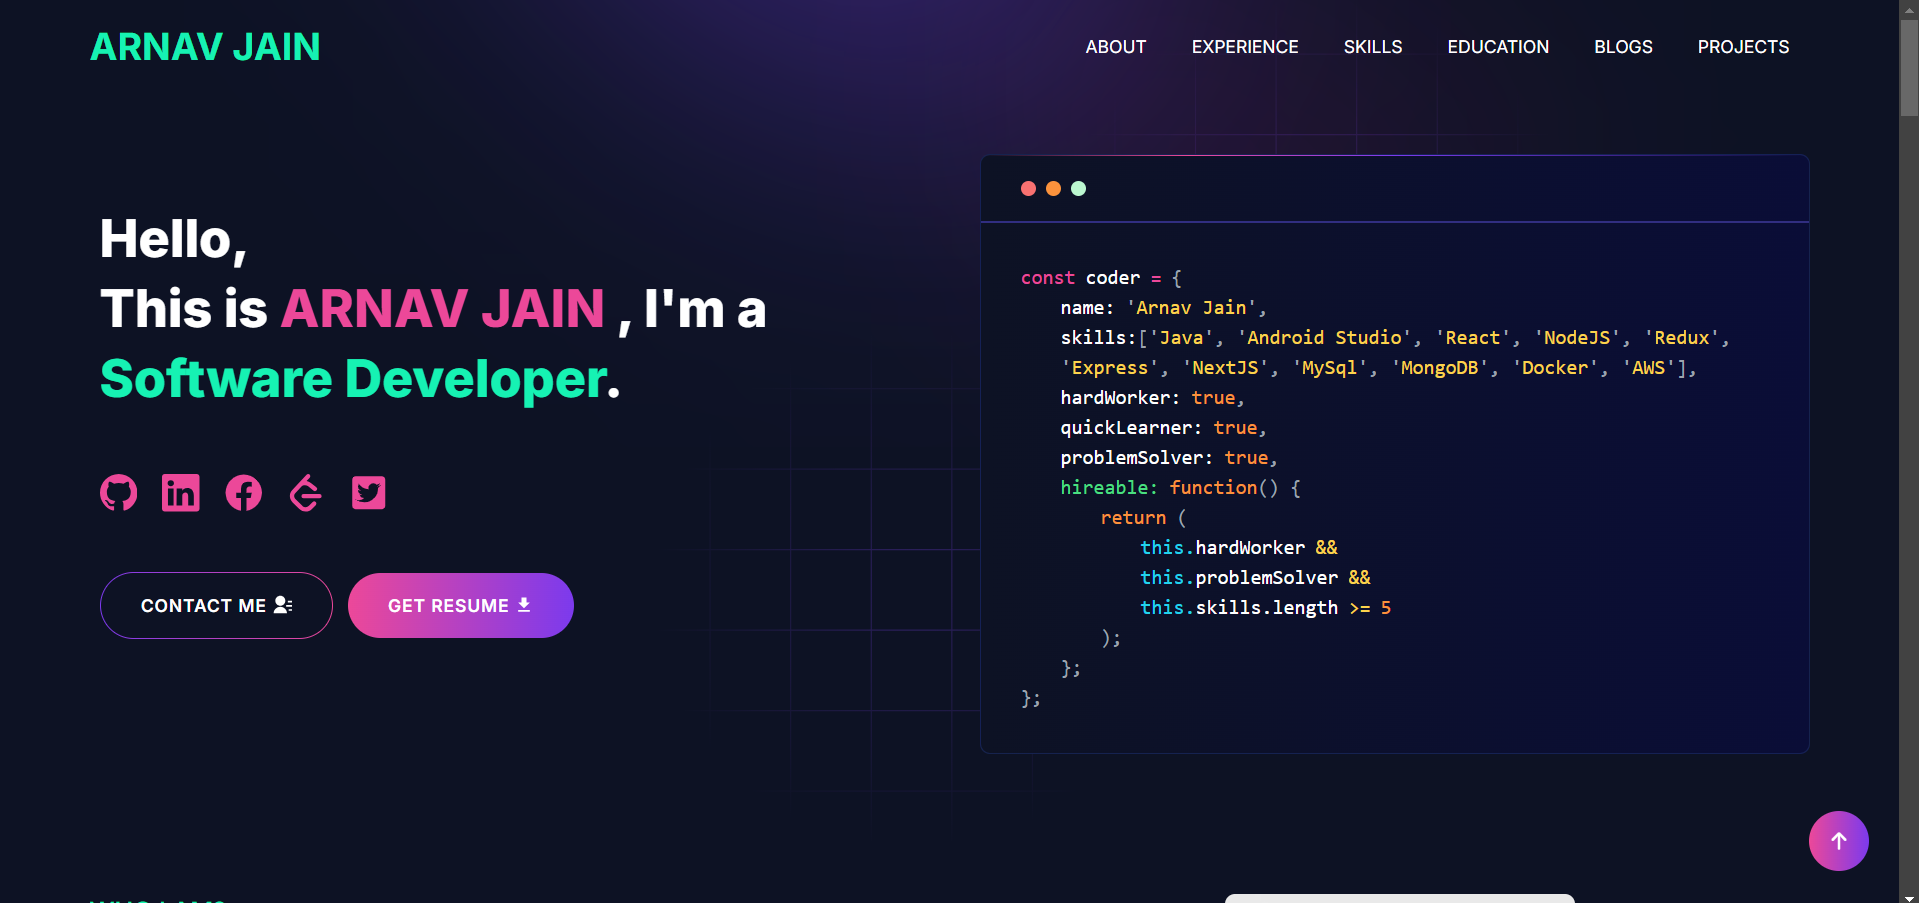 ARNAV JAIN
ABOUT EXPERIENCE SKILLS EDUCATION BLOGS PROJECTS
Hello,
This is ARNAV JAIN , I'm a
Software Developer.
CONTACT ME
GET RESUME
const coder = {
name: 'Arnav Jain',
skills:['Java', 'Android Studio', 'React', 'NodeJS', 'Redux',
'Express', 'NextJS', 'MySql', 'MongoDB', 'Docker', 'AWS'],
hardWorker: true,
quickLearner: true,
problemSolver: true,
hireable: function() {
return (
this.hardWorker &&
this.problemSolver &&
this.skills.length >= 5
);
};
};